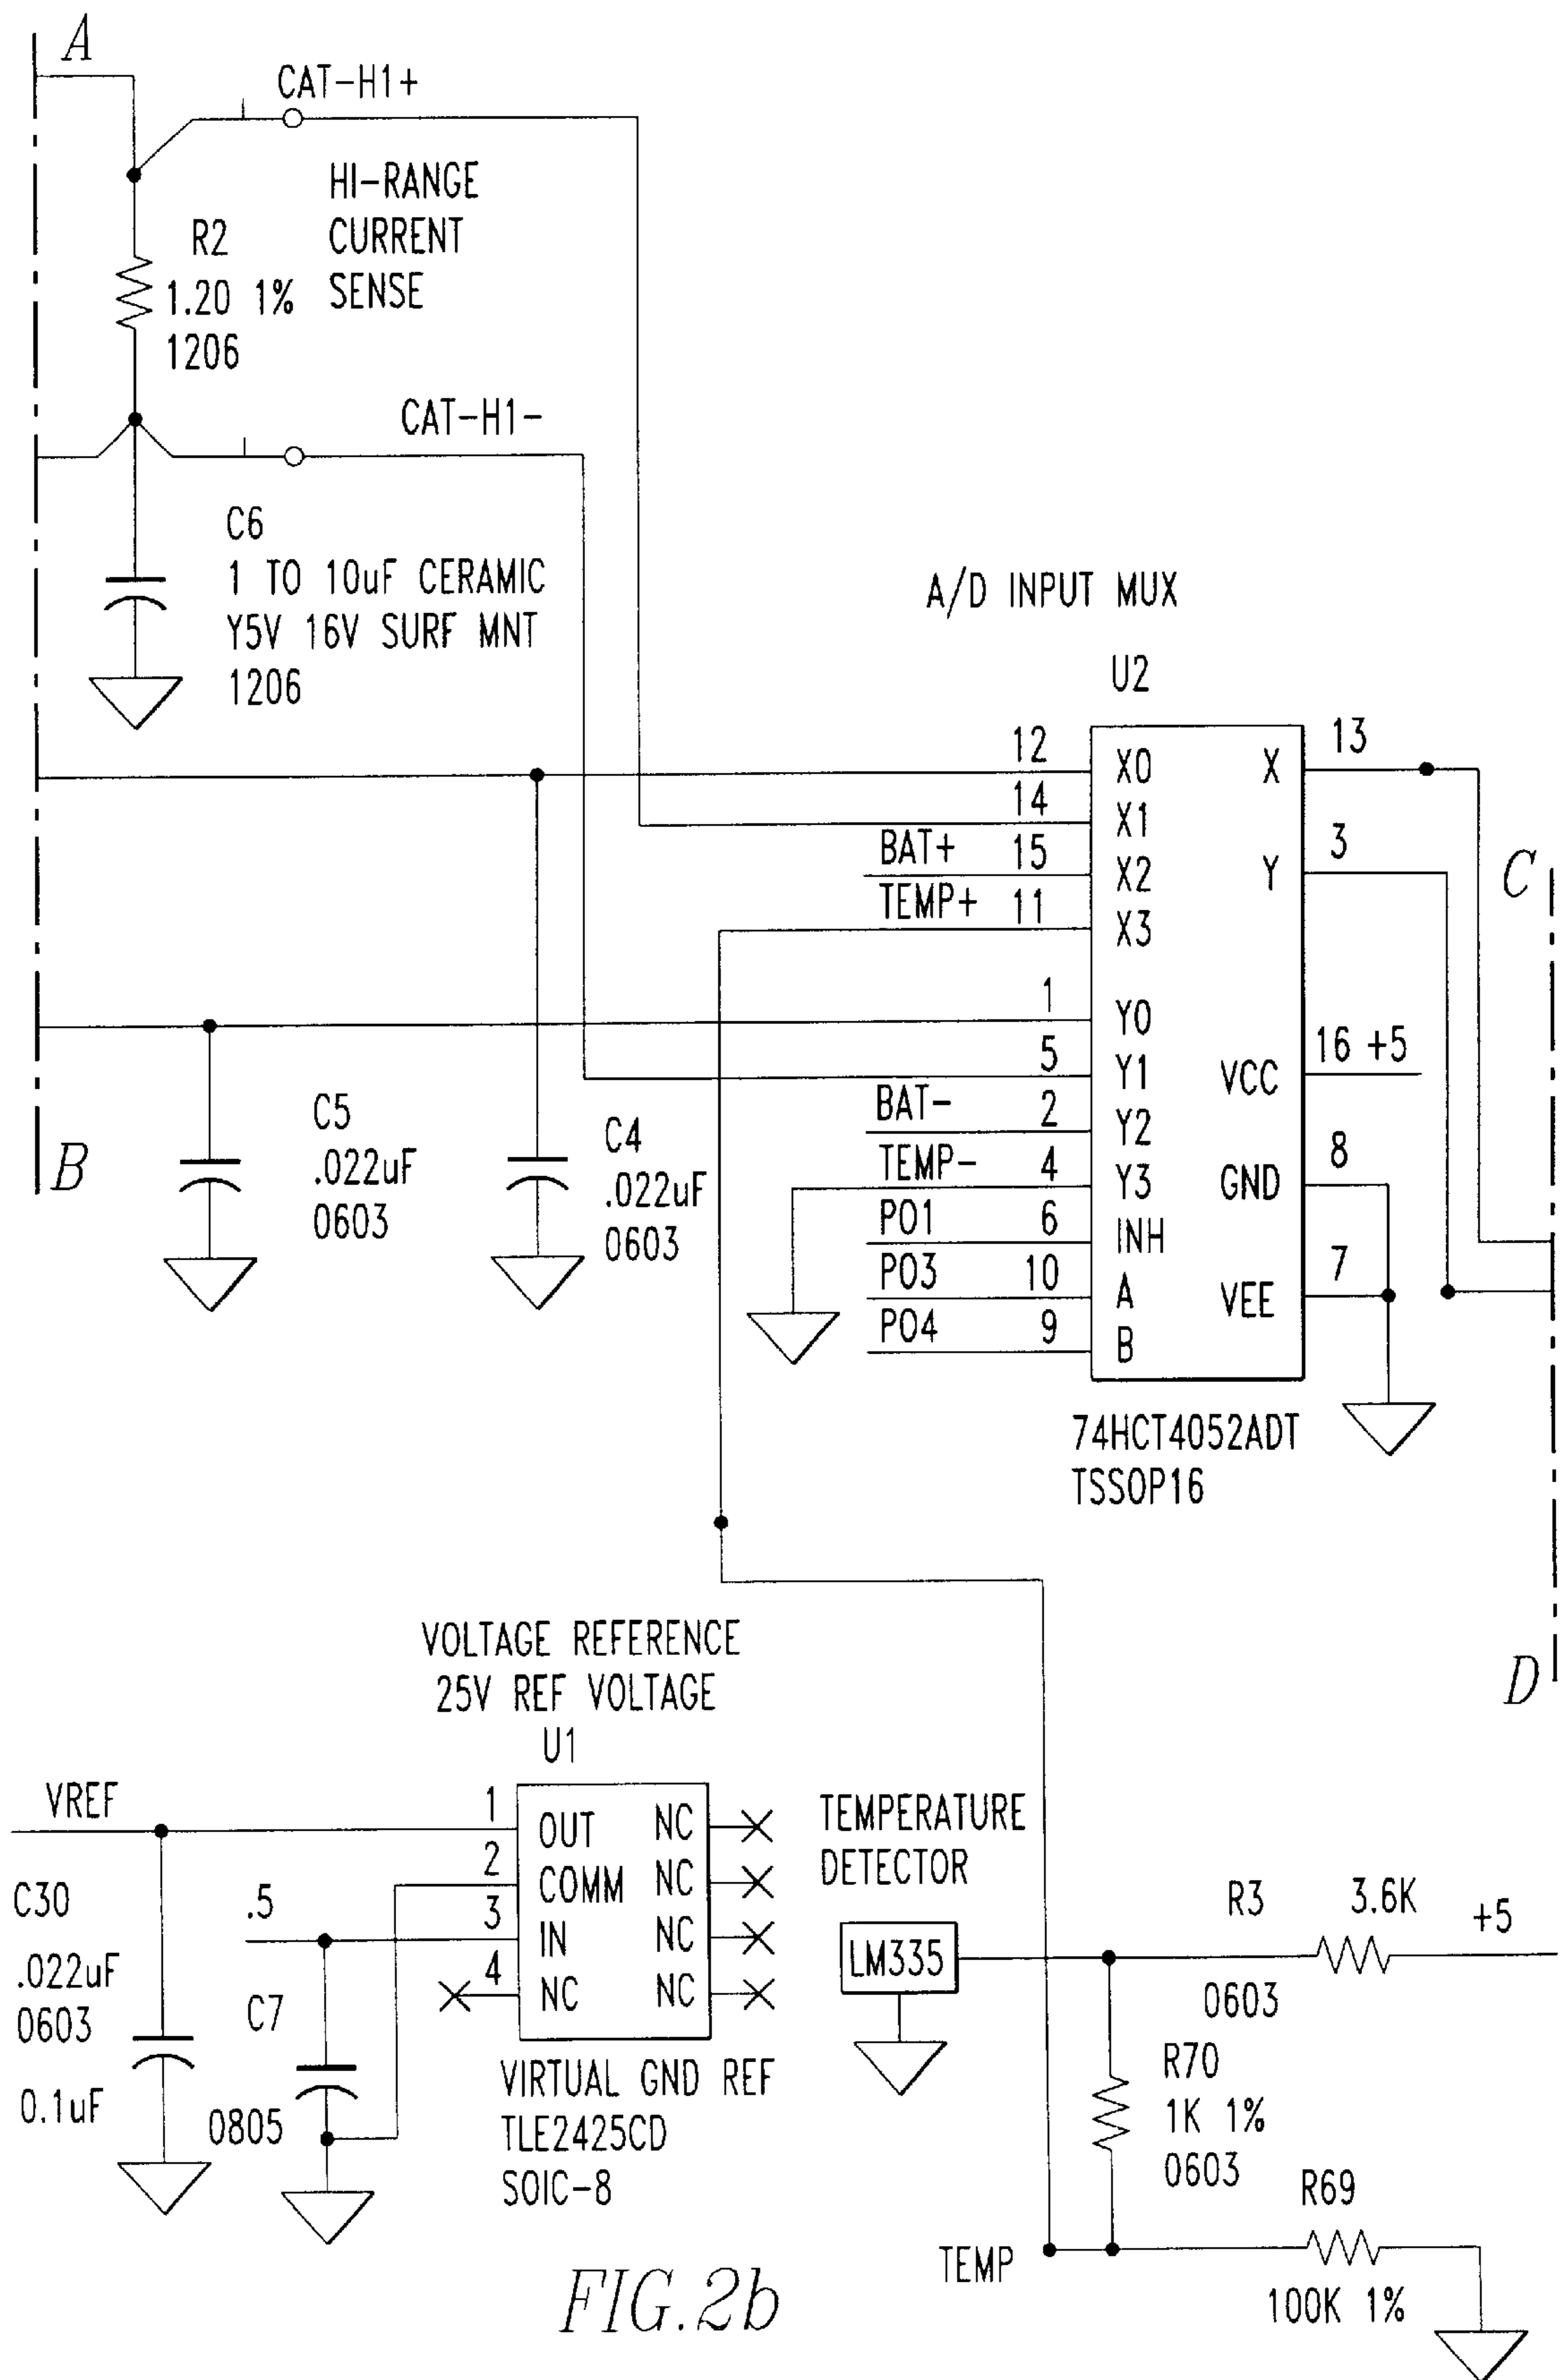 A
CAT-H1+
HI-RANGE
CURRENT
SENSE
R2
1.20 1%
1206
CAT-H1-
C6
1 TO 10uF CERAMIC
Y5V 16V SURF MNT
1206
A/D INPUT MUX
U2
12 X0 X 13
14 X1
BAT+ 15 X2 Y 3
TEMP+ 11 X3
C
1 Y0
5 Y1 VCC 16 +5
BAT- 2 Y2
TEMP- 4 Y3 GND 8
PO1 6 INH
PO3 10 A VEE 7
PO4 9 B
B
C5
.022uF
0603
C4
.022uF
0603
74HCT4052ADT
TSSOP16
D
VOLTAGE REFERENCE
25V REF VOLTAGE
U1
VREF
1 OUT NC
2 COMM NC
.5 3 IN NC
4 NC NC
C30
.022uF
0603
0.1uF
C7
0805
VIRTUAL GND REF
TLE2425CD
SOIC-8
TEMPERATURE
DETECTOR
LM335
R3 3.6K +5
0603
R70
1K 1%
0603
R69
TEMP
100K 1%
FIG.2b